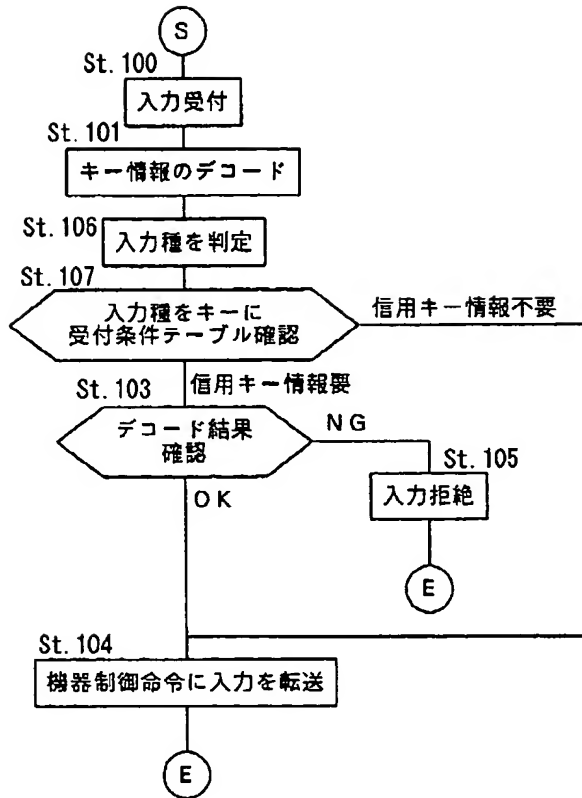 S
St. 100
入力受付
St. 101
キー情報のデコード
St. 106
入力種を判定
St. 107
入力種をキーに
受付条件テーブル確認
信用キー情報不要
信用キー情報要
St. 103
デコード結果
確認
NG
OK
St. 105
入力拒絶
E
St. 104
機器制御命令に入力を転送
E